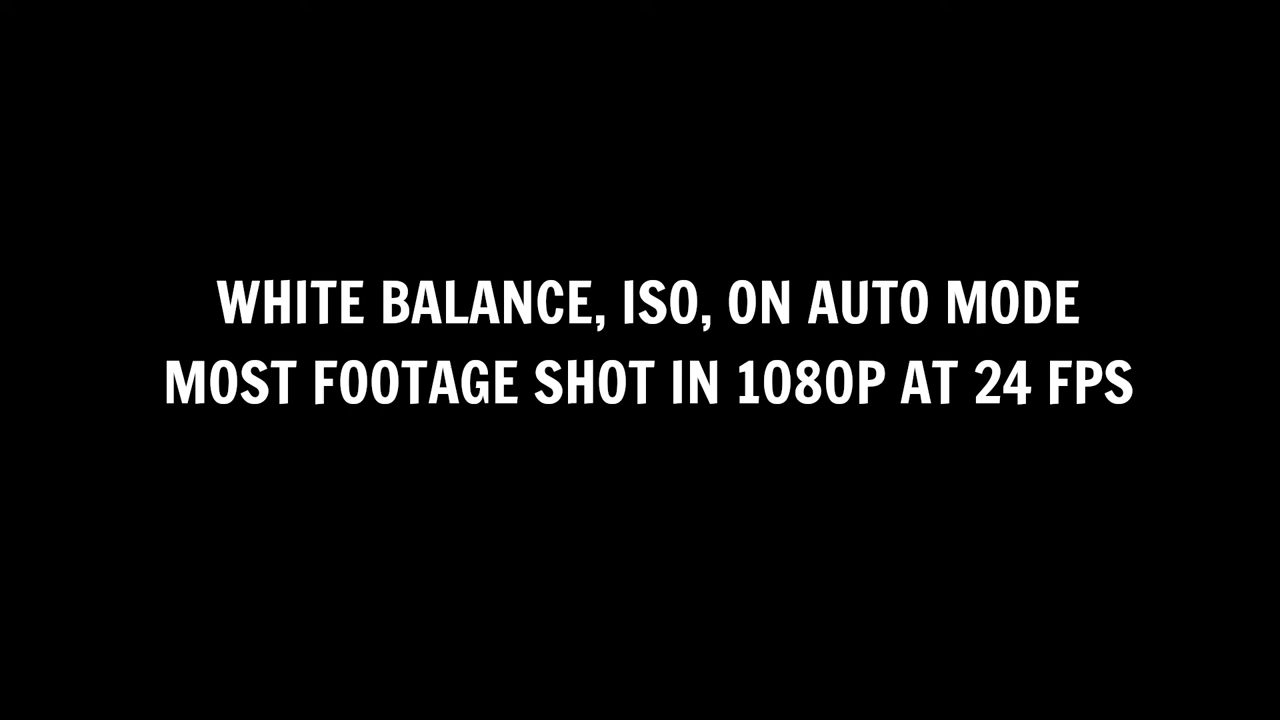 WHITE BALANCE, ISO, ON AUTO MODE
MOST FOOTAGE SHOT IN 1080P AT 24 FPS